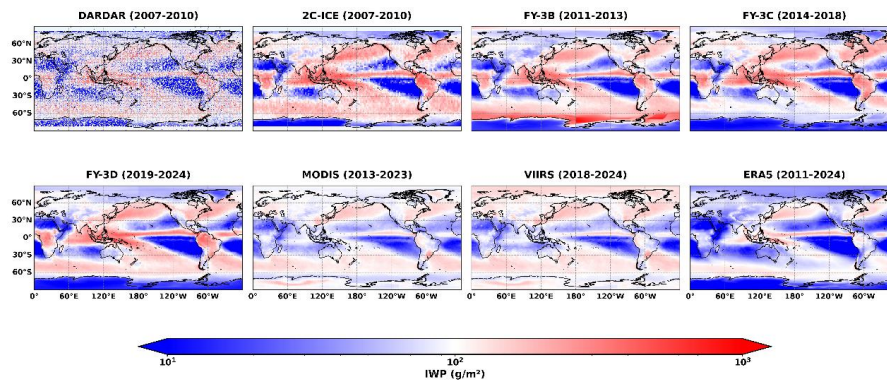 DARDAR (2007-2010) 2C-ICE (2007-2010) FY-3B (2011-2013) FY-3C (2014-2018)
60°N
30°N
0°
30°S
60°S
FY-3D (2019-2024) MODIS (2013-2023) VIIRS (2018-2024) ERA5 (2011-2024)
60°N
30°N
0°
30°S
60°S
0° 60°E 120°E 180° 120°W 60°W 0° 60°E 120°E 180° 120°W 60°W 0° 60°E 120°E 180° 120°W 60°W 0° 60°E 120°E 180° 120°W 60°W
10¹ 10² 10³
IWP (g/m²)